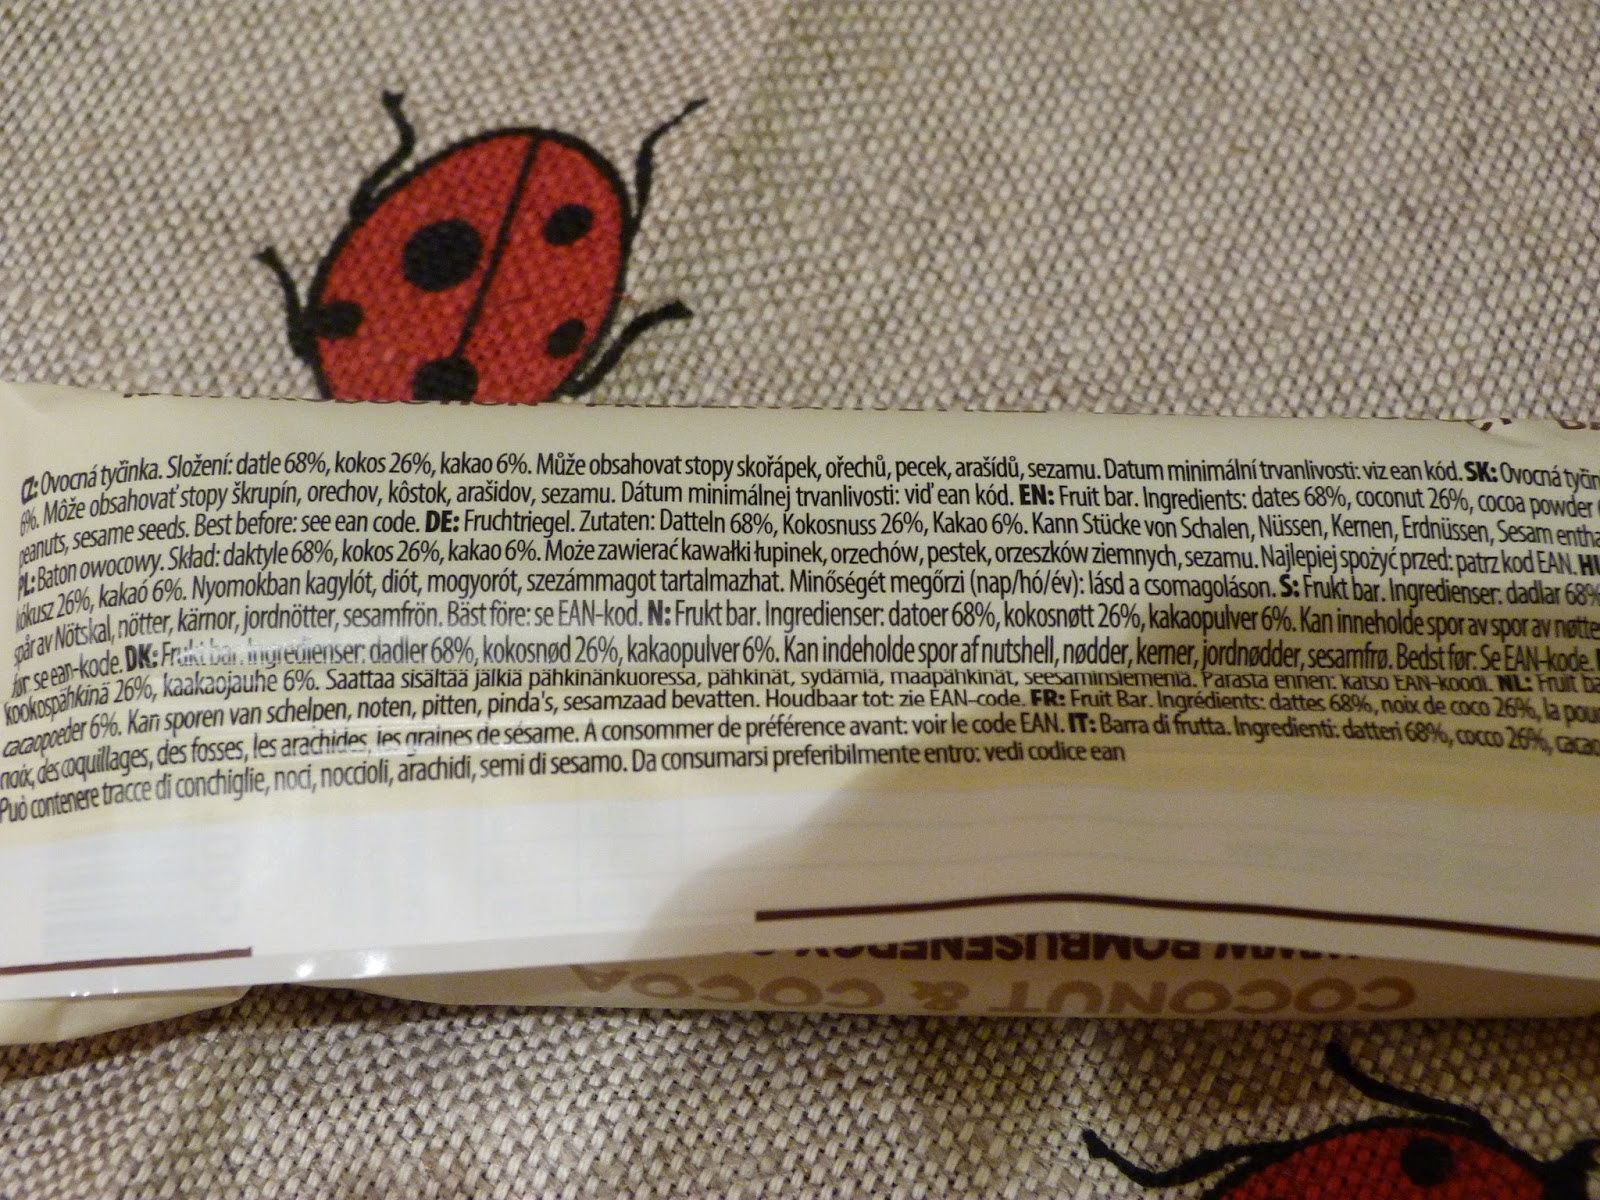 CZ: Ovocná tyčinka. Složení: datle 68%, kokos 26%, kakao 6%. Může obsahovat stopy skořápek, ořechů, pecek, arašídů, sezamu. Datum minimální trvanlivosti: viz ean kód. SK: Ovocná
6%. Môže obsahovať stopy škrupín, orechov, kôstok, arašidov, sezamu. Dátum minimálnej trvanlivosti: viď ean kód. EN: Fruit bar. Ingredients: dates 68%, coconut 26%, cocoa powder
peanuts, sesame seeds. Best before: see ean code. DE: Fruchtriegel. Zutaten: Datteln 68%, Kokosnuss 26%, Kakao 6%. Kann Stücke von Schalen, Nüssen, Kernen, Erdnüssen, Sesam
PL: Baton owocowy. Skład: daktyle 68%, kokos 26%, kakao 6%. Może zawierać kawałki łupinek, orzechów, pestek, orzeszków ziemnych, sezamu. Najlepiej spożyć przed: patrz kod EAN.
kókusz 26%, kakaó 6%. Nyomokban kagylót, diót, mogyorót, szezámmagot tartalmazhat. Minőségét megőrzi (nap/hó/év): lásd a csomagoláson. S: Frukt bar. Ingredienser: dadlar 68%
spår av Nötskal, nötter, kärnor, jordnötter, sesamfrön. Bäst före: se EAN-kod. N: Frukt bar. Ingredienser: datoer 68%, kokosnøtt 26%, kakaopulver 6%. Kan inneholde spor av spor av
før: se ean-kode. DK: Frukt bar. Ingredienser: dadler 68%, kokosnød 26%, kakaopulver 6%. Kan indeholde spor af nutshell, nødder, kerner, jordnødder, sesamfrø. Bedst før: Se EAN-kode.
kookospähkinä 26%, kaakaojauhe 6%. Saattaa sisältää jälkiä pähkinänkuoressa, pähkinät, sydämiä, maapähkinät, seesaminsiemeniä. Parasta ennen: katso EAN-koodi. NL: Fruit
cacaopoeder 6%. Kan sporen van schelpen, noten, pitten, pinda's, sesamzaad bevatten. Houdbaar tot: zie EAN-code. FR: Fruit Bar. Ingrédients: dattes 68%, noix de coco 26%, la
noix, des coquillages, des fosses, les arachides, les graines de sésame. A consommer de préférence avant: voir le code EAN. IT: Barra di frutta. Ingredienti: datteri 68%, cocco 26%,
Può contenere tracce di conchiglie, noci, noccioli, arachidi, semi di sesamo. Da consumarsi preferibilmente entro: vedi codice ean
COCONUT & COCOA